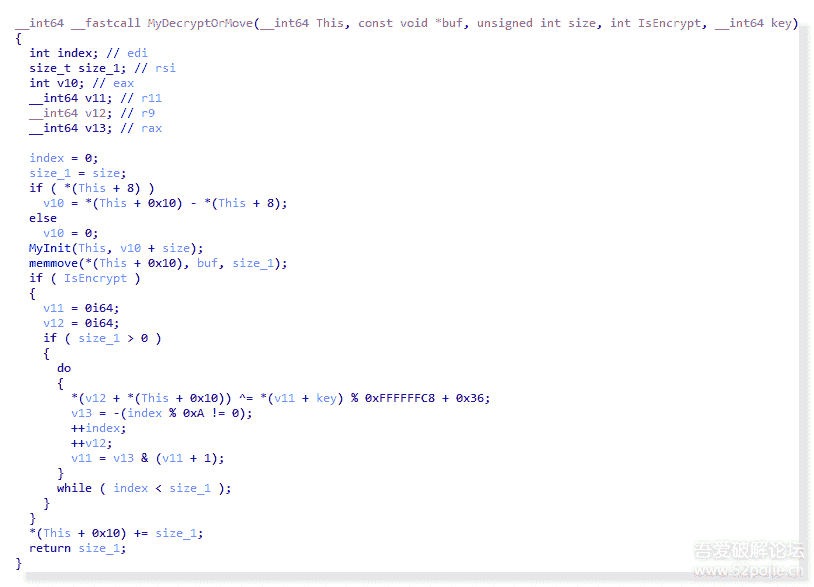 __int64 __fastcall MyDecryptOrMove(__int64 This, const void *buf, unsigned int size, int IsEncrypt, __int64 key)
{
  int index; // edi
  size_t size_1; // rsi
  int v10; // eax
  __int64 v11; // r11
  __int64 v12; // r9
  __int64 v13; // rax

  index = 0;
  size_1 = size;
  if ( *(This + 8) )
    v10 = *(This + 0x10) - *(This + 8);
  else
    v10 = 0;
  MyInit(This, v10 + size);
  memmove(*(This + 0x10), buf, size_1);
  if ( IsEncrypt )
  {
    v11 = 0i64;
    v12 = 0i64;
    if ( size_1 > 0 )
    {
      do
      {
        *(v12 + *(This + 0x10)) ^= *(v11 + key) % 0xFFFFFFC8 + 0x36;
        v13 = -(index % 0xA != 0);
        ++index;
        ++v12;
        v11 = v13 & (v11 + 1);
      }
      while ( index < size_1 );
    }
  }
  *(This + 0x10) += size_1;
  return size_1;
}
吾爱破解论坛
www.52pojie.cn